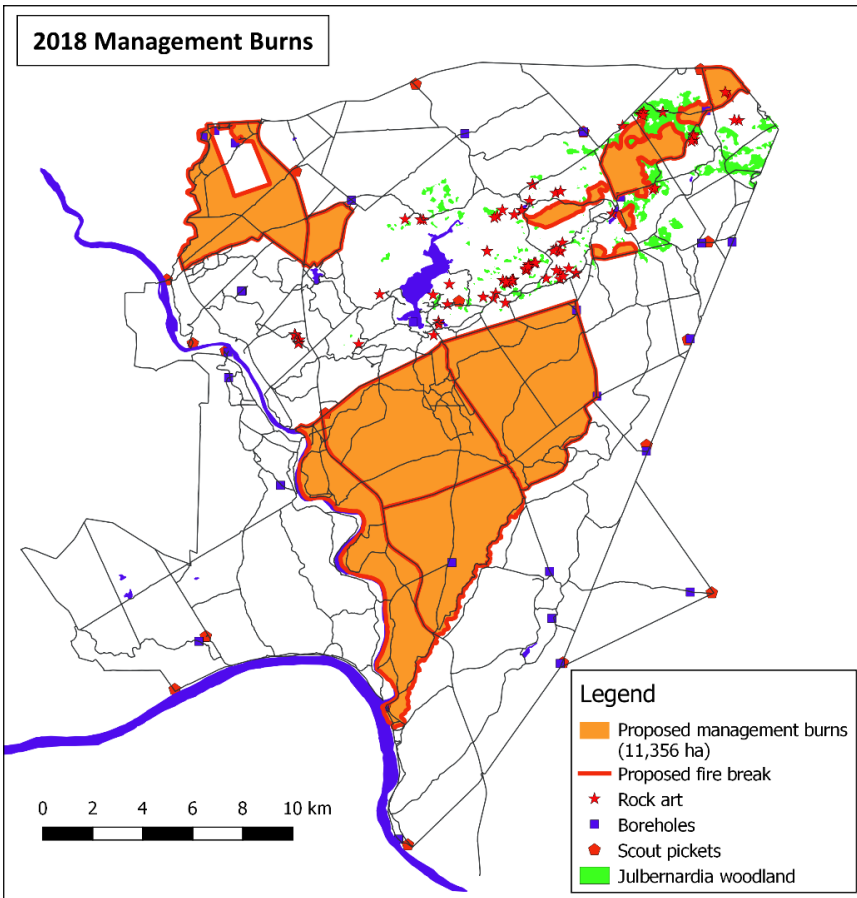 2018 Management Burns
0 2 4 6 8 10 km
Legend
Proposed management burns
(11,356 ha)
Proposed fire break
Rock art
Boreholes
Scout pickets
Julbernardia woodland